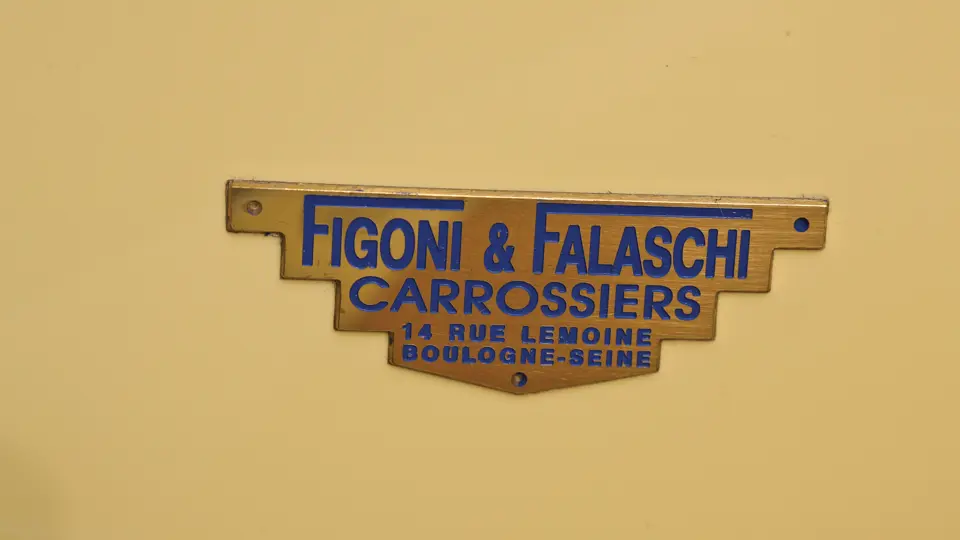 FIGONI & FALASCHI
CARROSSIERS
14 RUE LEMOINE
BOULOGNE-SEINE